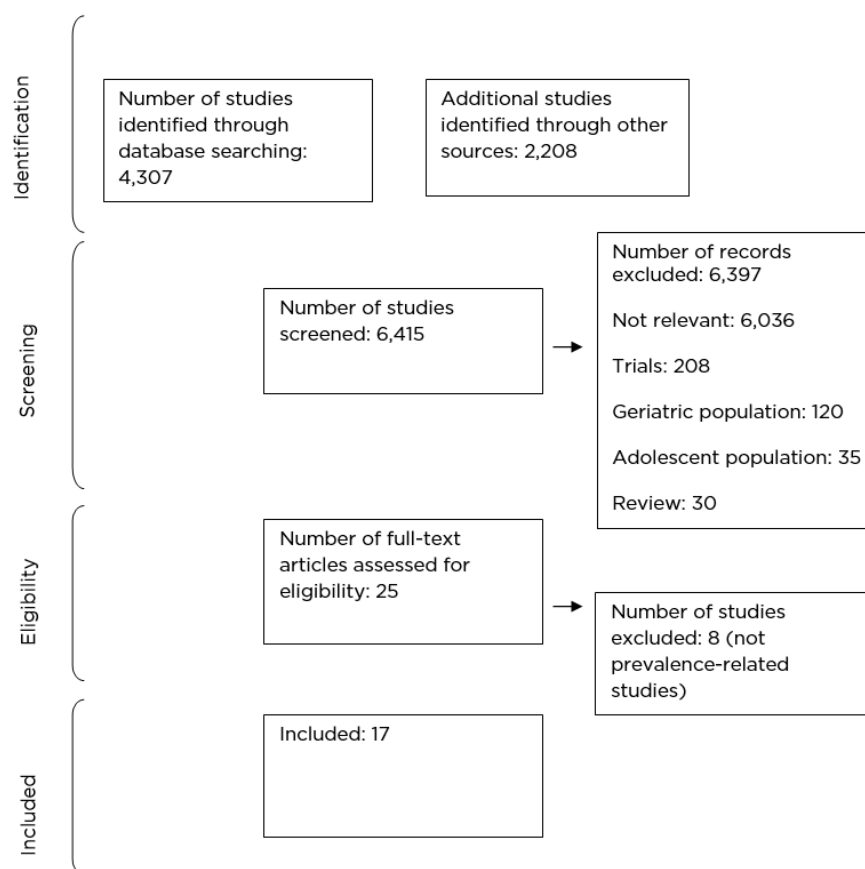 Identification
Number of studies
identified through
database searching:
4,307
Additional studies
identified through other
sources: 2,208
Screening
Number of studies
screened: 6,415
Number of records
excluded: 6,397
Not relevant: 6,036
Trials: 208
Geriatric population: 120
Adolescent population: 35
Review: 30
Eligibility
Number of full-text
articles assessed for
eligibility: 25
Number of studies
excluded: 8 (not
prevalence-related
studies)
Included
Included: 17